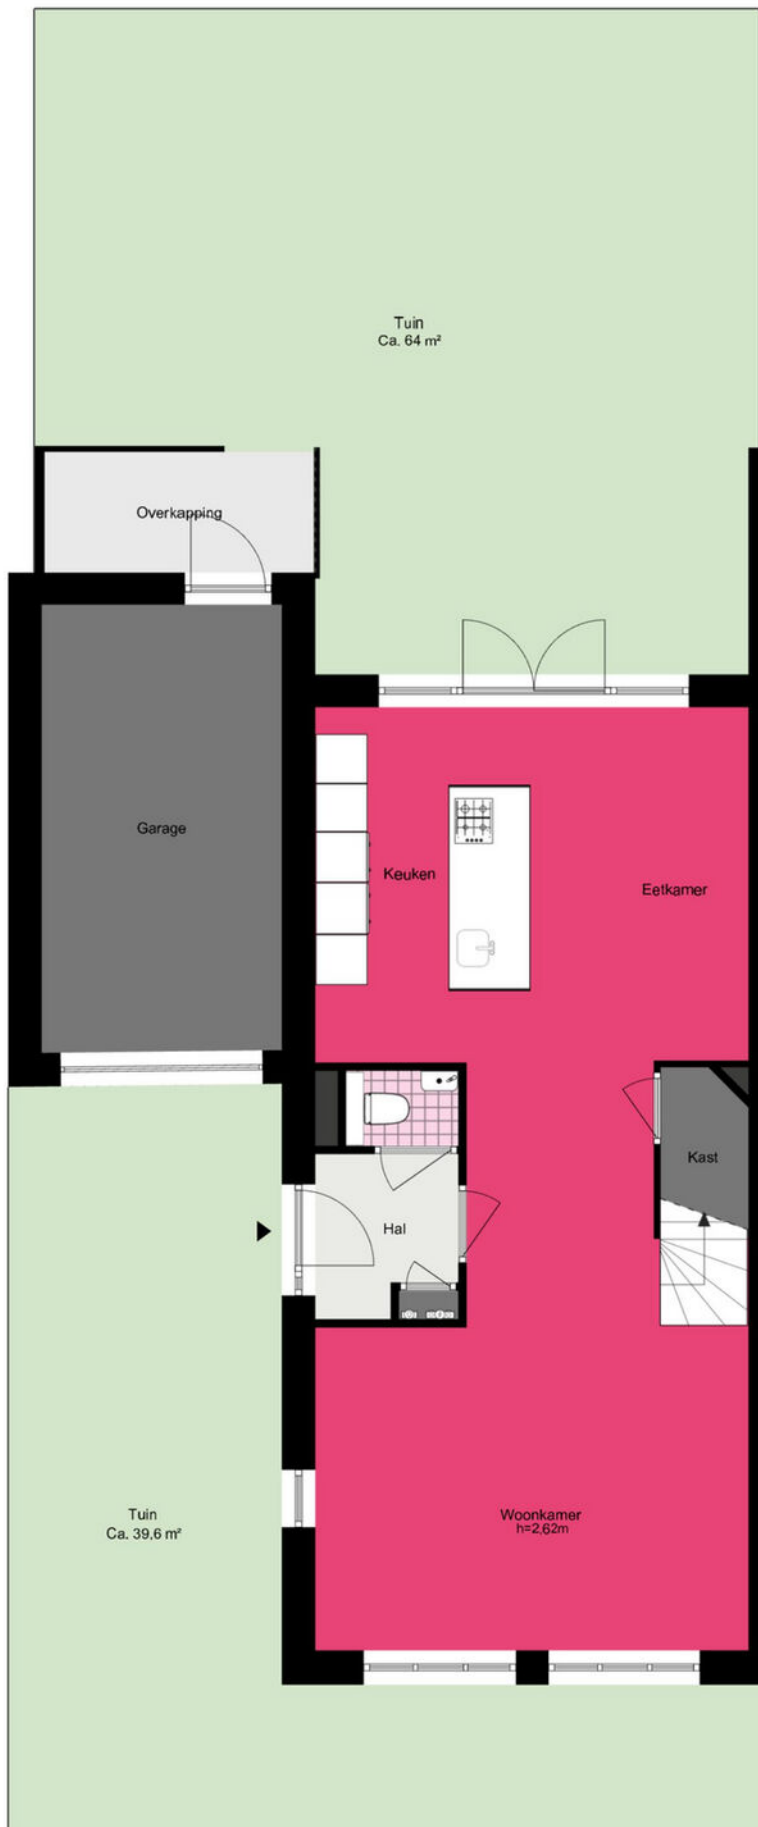 Tuin
Ca. 64 m²
Overkapping
Garage
Keuken
Eetkamer
Kast
Hal
Woonkamer
h=2,62m
Tuin
Ca. 39,6 m²